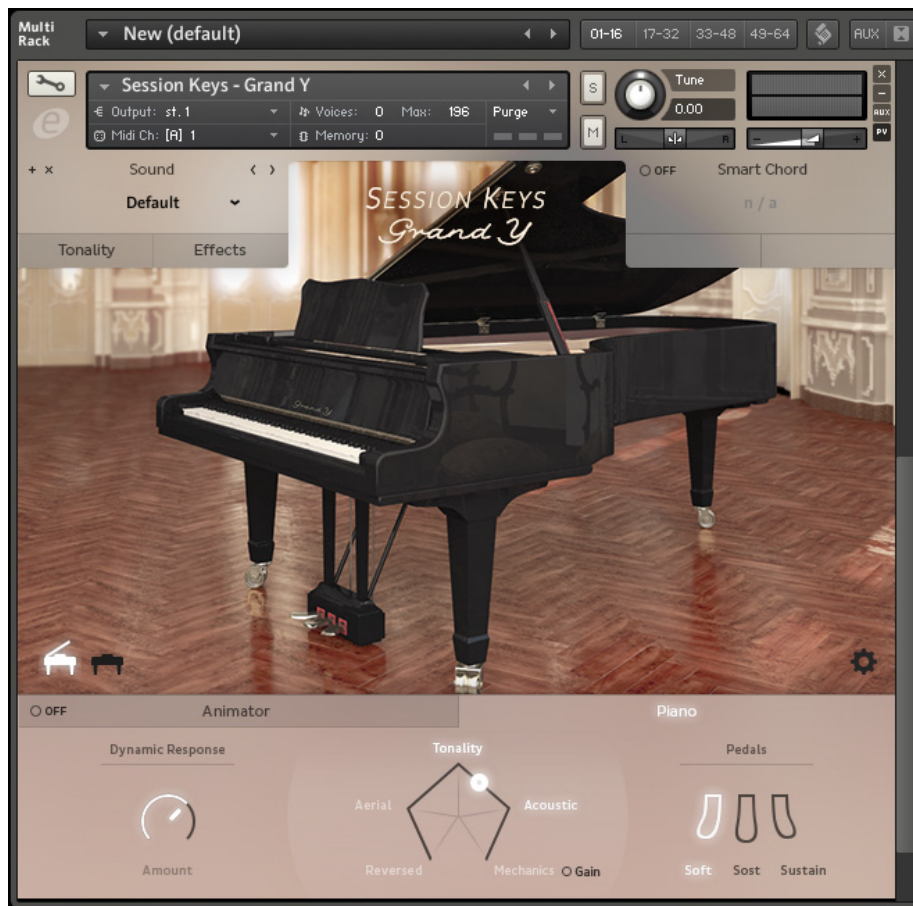 Multi
Rack
New (default)
01-16 17-32 33-48 49-64
AUX
Session Keys - Grand Y
Output: st.1
Voices: 0 Max: 196
Purge
Midi Ch: [A] 1
Memory: 0
S
M
Tune
0.00
L R
- +
×
-
AUX
PV
e
+ × Sound < >
Default
Tonality Effects
SESSION KEYS
Grand Y
OFF Smart Chord
n / a
Grand Y
OFF Animator
Piano
Dynamic Response
Amount
Tonality
Aerial
Acoustic
Reversed
Mechanics
Gain
Pedals
Soft Sost Sustain